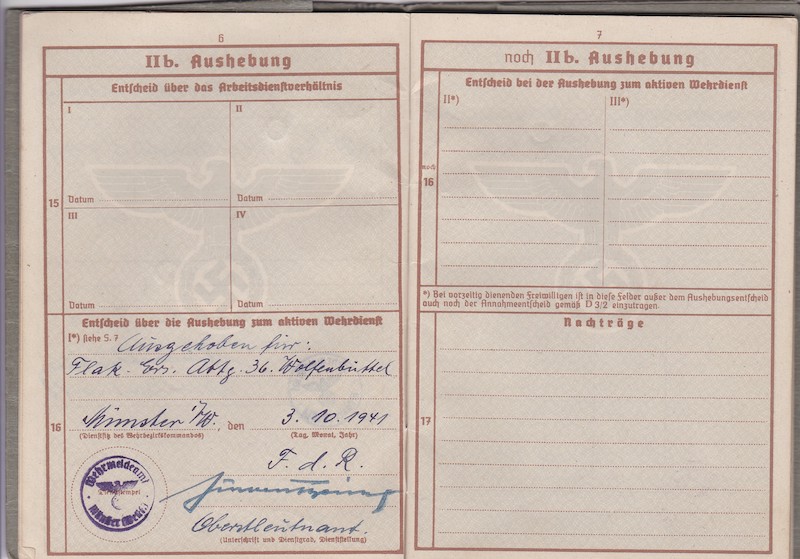 6
IIb. Aushebung
15
Entscheid über das Arbeitsdienstverhältnis
I
II
Datum
Datum
III
IV
Datum
Datum
16
Entscheid über die Aushebung zum aktiven Wehrdienst
I*) siehe S. 7
Ausgehoben für:
Flak. Ers. Abtg. 36. Wolfenbüttel
Münster i/W., den 3. 10. 1941
(Dienstsitz des Wehrbezirkskommandos)
(Tag, Monat, Jahr)
F. d. R.
Wehrmeldeamt
Dienststempel
Münster (Westf.)
Oberstleutnant.
(Unterschrift und Dienstgrad, Dienststellung)
7
noch IIb. Aushebung
noch
16
Entscheid bei der Aushebung zum aktiven Wehrdienst
II*)
III*)
*) Bei vorzeitig dienenden Freiwilligen ist in diese Felder außer dem Aushebungsentscheid
auch noch der Annahmeentscheid gemäß D 3/2 einzutragen.
17
Nachträge